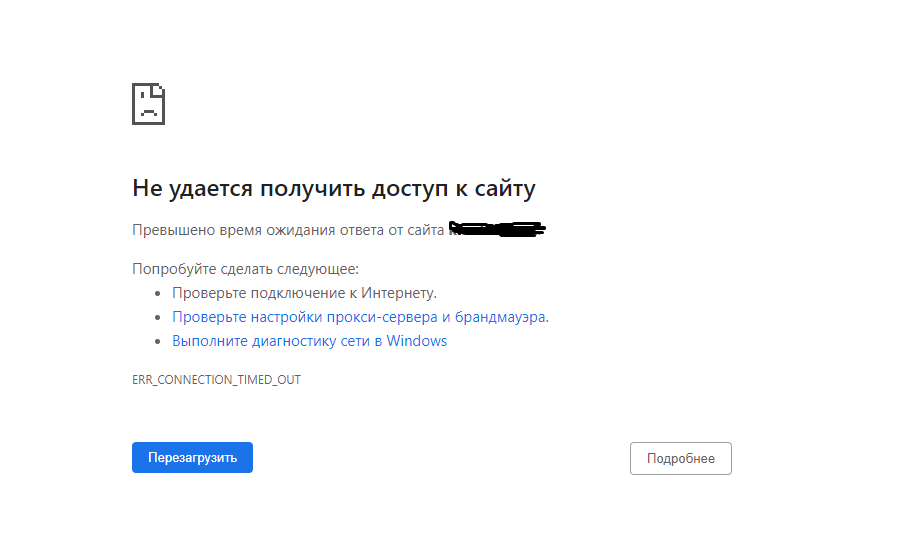 Не удается получить доступ к сайту
Превышено время ожидания ответа от сайта
Попробуйте сделать следующее:
Проверьте подключение к Интернету.
Проверьте настройки прокси-сервера и брандмауэра.
Выполните диагностику сети в Windows
ERR_CONNECTION_TIMED_OUT
Перезагрузить
Подробнее